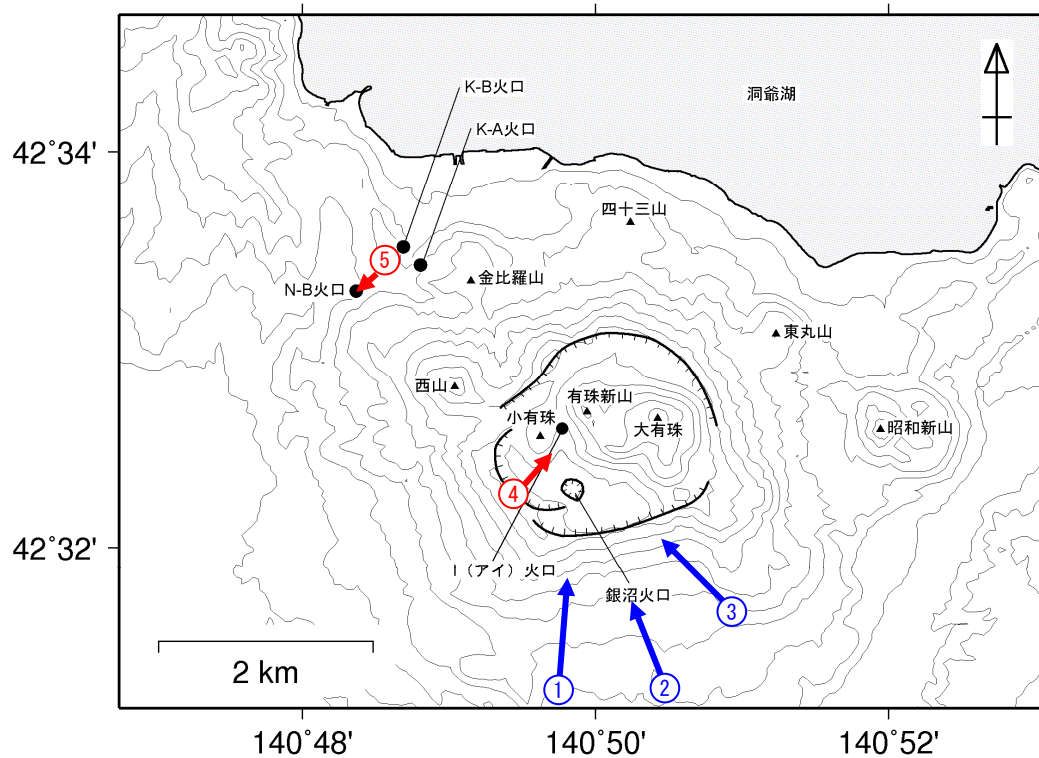 K-B火口
洞爺湖
K-A火口
42°34'
四十三山
⑤
金比羅山
N-B火口
東丸山
西山
有珠新山
小有珠
大有珠
昭和新山
④
42°32'
I（アイ）火口
銀沼火口
③
2 km
①
②
140°48'
140°50'
140°52'